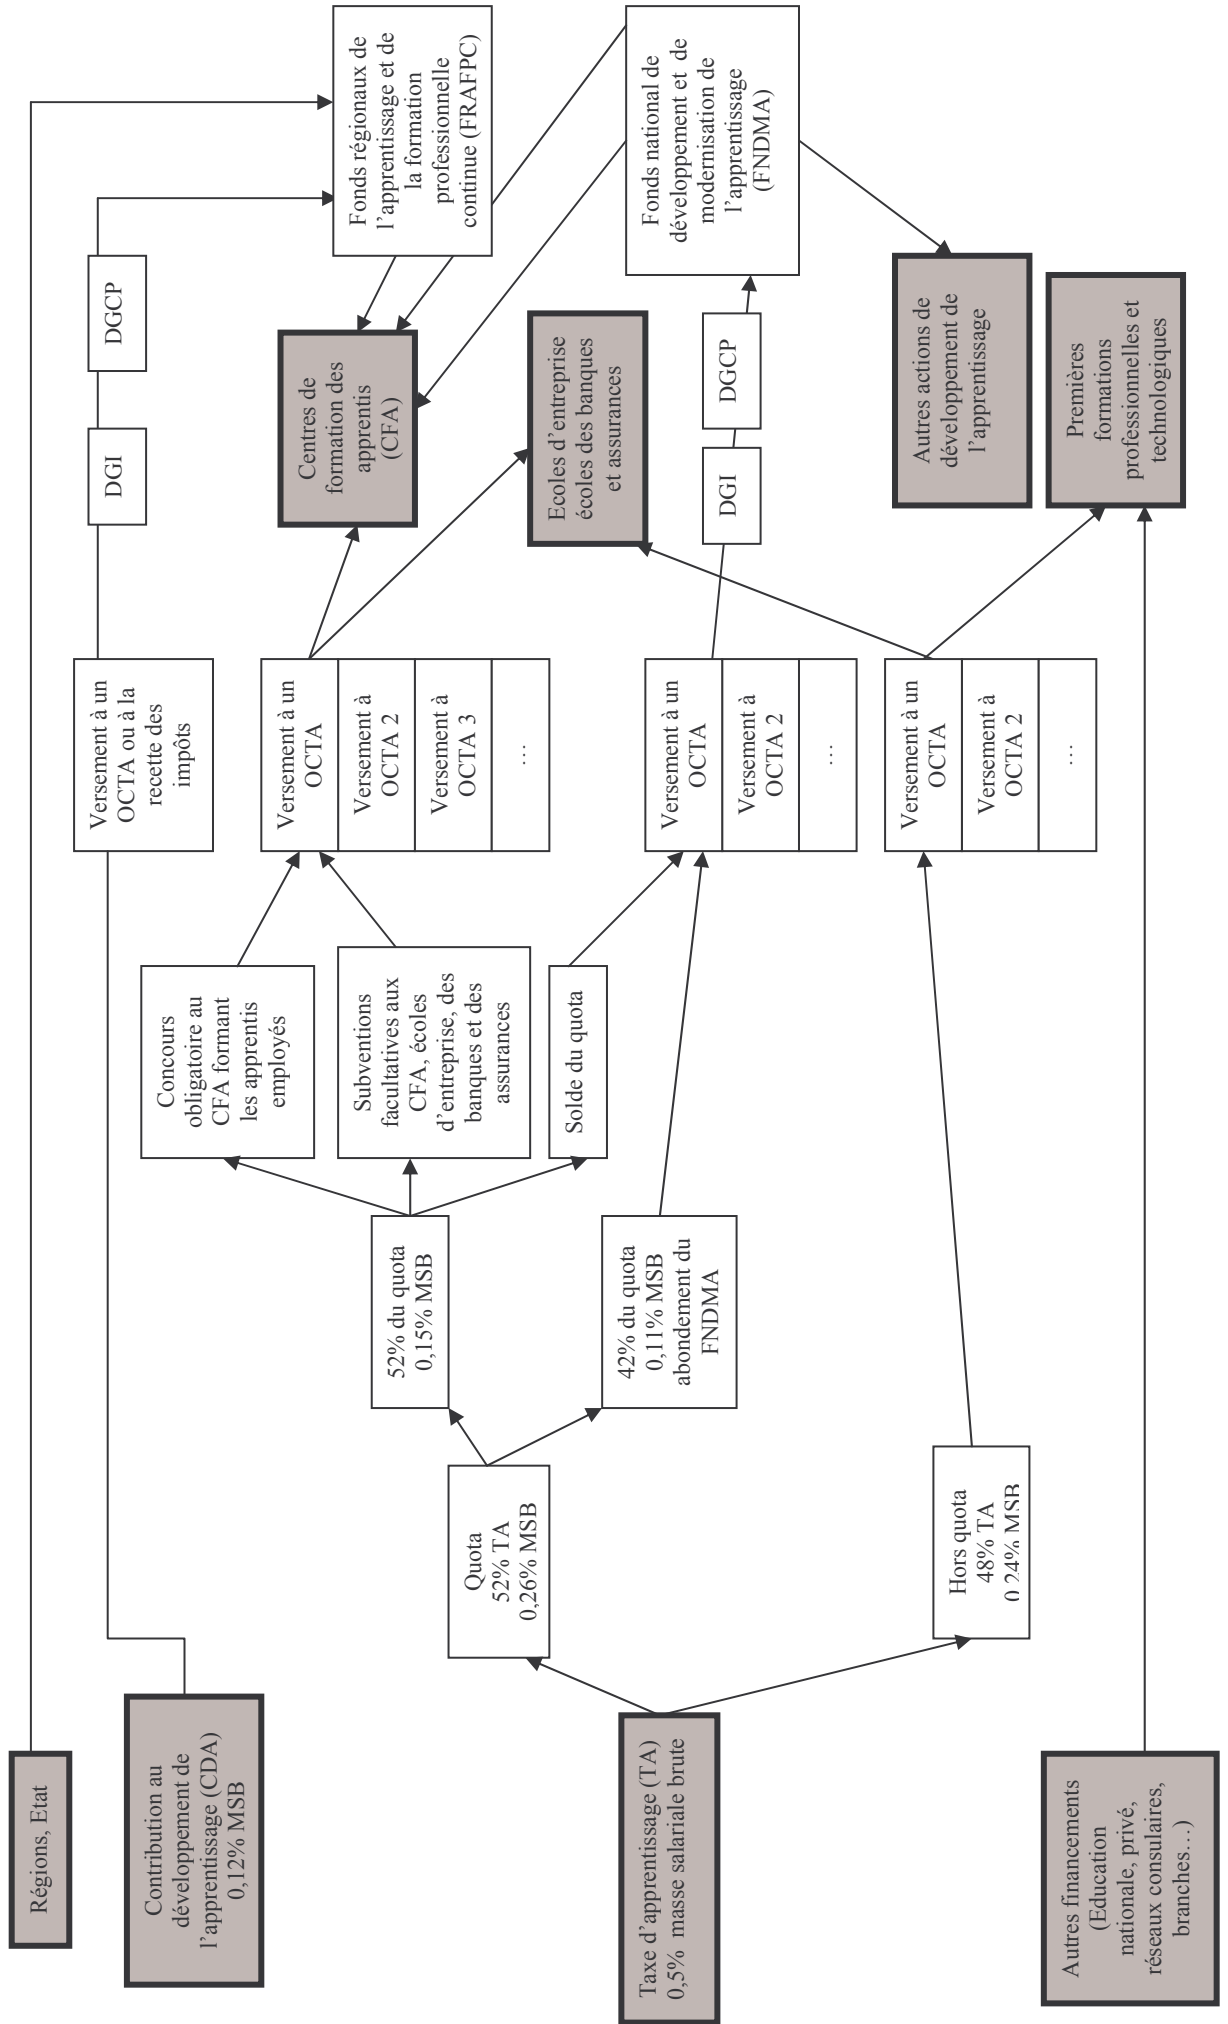 Régions, Etat
Contribution au
développement de
l'apprentissage (CDA)
0,12% MSB
Taxe d'apprentissage (TA)
0,5% masse salariale brute
Autres financements
(Education
nationale, privé,
réseaux consulaires,
branches…)
Quota
52% TA
0,26% MSB
Hors quota
48% TA
0,24% MSB
52% du quota
0,15% MSB
42% du quota
0,11% MSB
abondement du
FNDMA
Concours
obligatoire au
CFA formant
les apprentis
employés
Subventions
facultatives aux
CFA, écoles
d'entreprise, des
banques et des
assurances
Solde du quota
Versement à un
OCTA ou à la
recette des
impôts
Versement à un
OCTA
Versement à
OCTA 2
Versement à
OCTA 3
…
Versement à un
OCTA
Versement à
OCTA 2
…
Versement à un
OCTA
Versement à
OCTA 2
…
DGI
DGCP
Centres de
formation des
apprentis
(CFA)
Ecoles d'entreprise
écoles des banques
et assurances
DGI
DGCP
Autres actions de
développement de
l'apprentissage
Premières
formations
professionnelles et
technologiques
Fonds régionaux de
l'apprentissage et de
la formation
professionnelle
continue (FRAFPC)
Fonds national de
développement et de
modernisation de
l'apprentissage
(FNDMA)